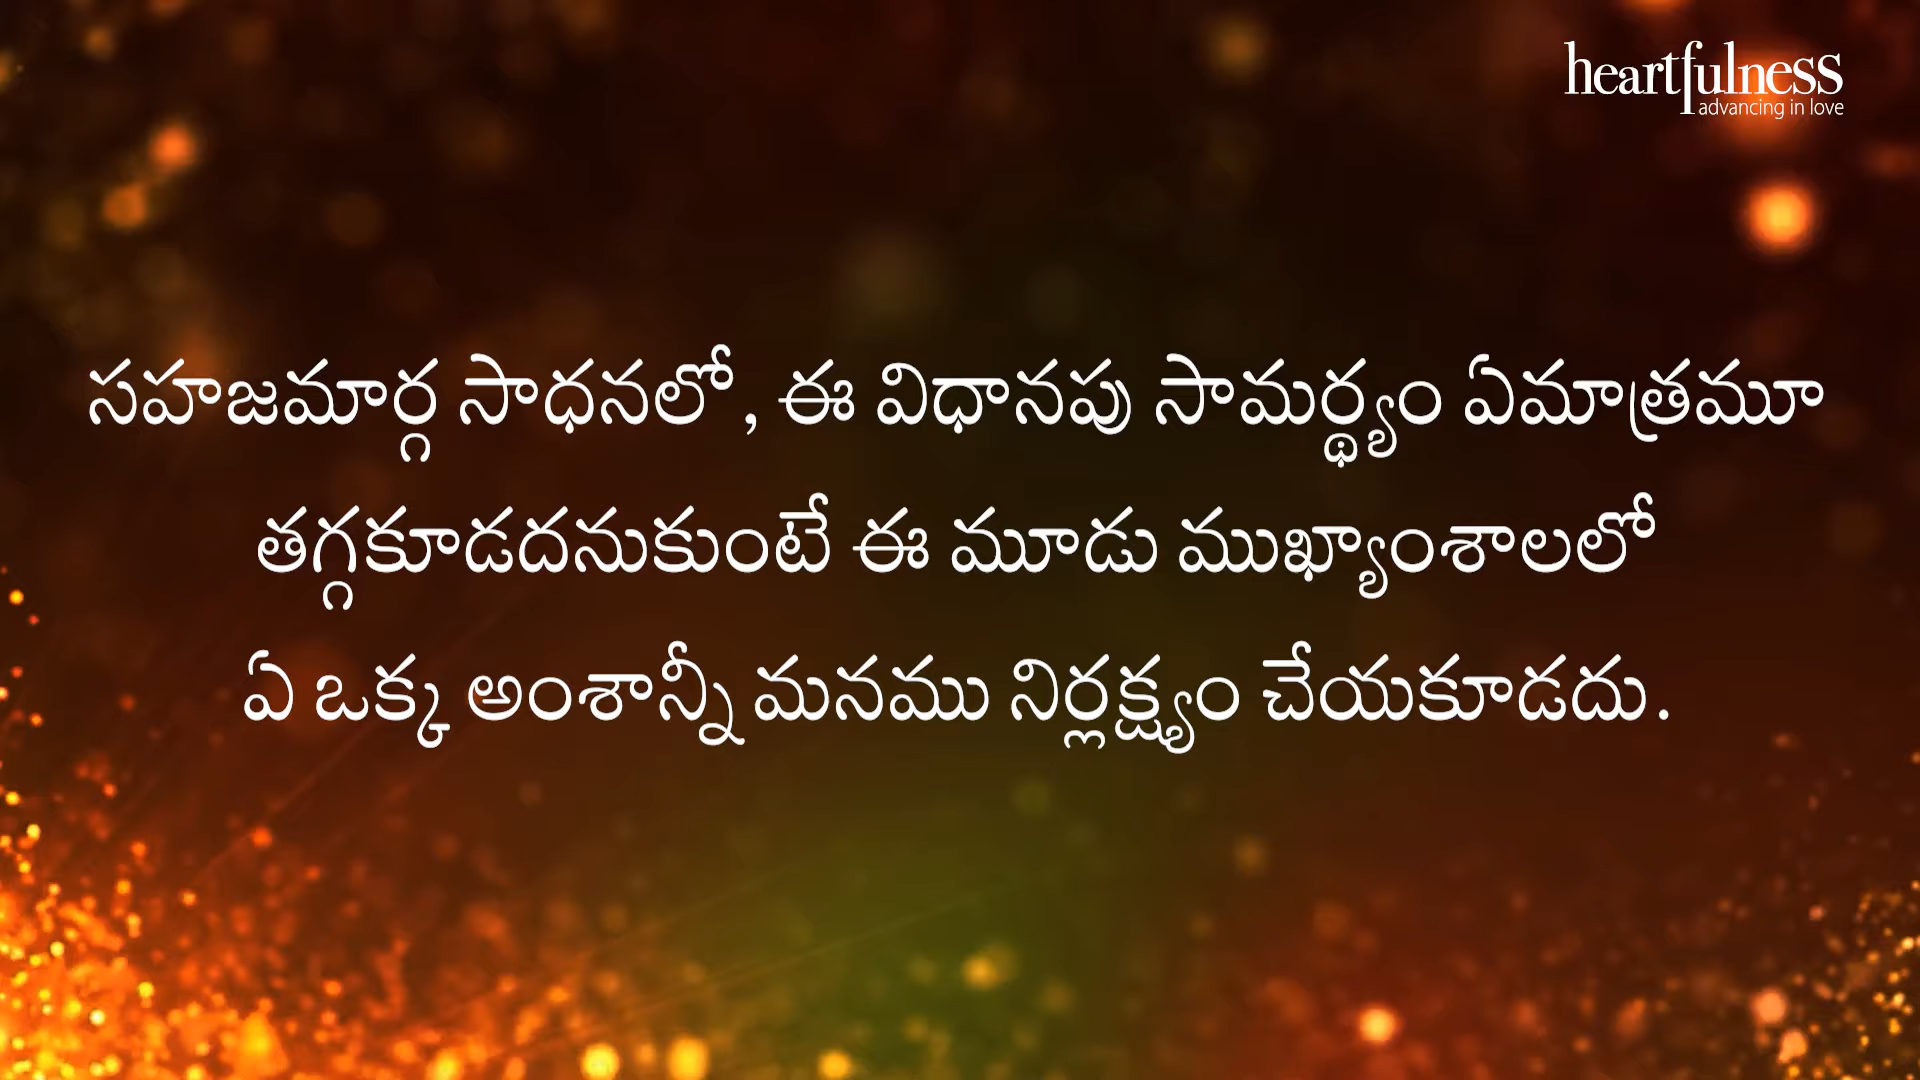 heartfulness
advancing in love
సహజమార్గ సాధనలో, ఈ విధానపు సామర్థ్యం ఏమాత్రమూ
తగ్గకూడదనుకుంటే ఈ మూడు ముఖ్యాంశాలలో
ఏ ఒక్క అంశాన్నీ మనము నిర్లక్ష్యం చేయకూడదు.